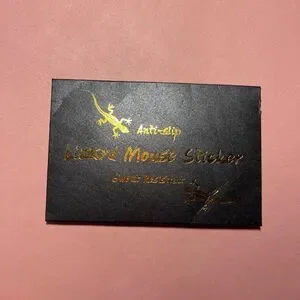 Anti-slip
Lizard Mouse Sticker
Sweat Resistant